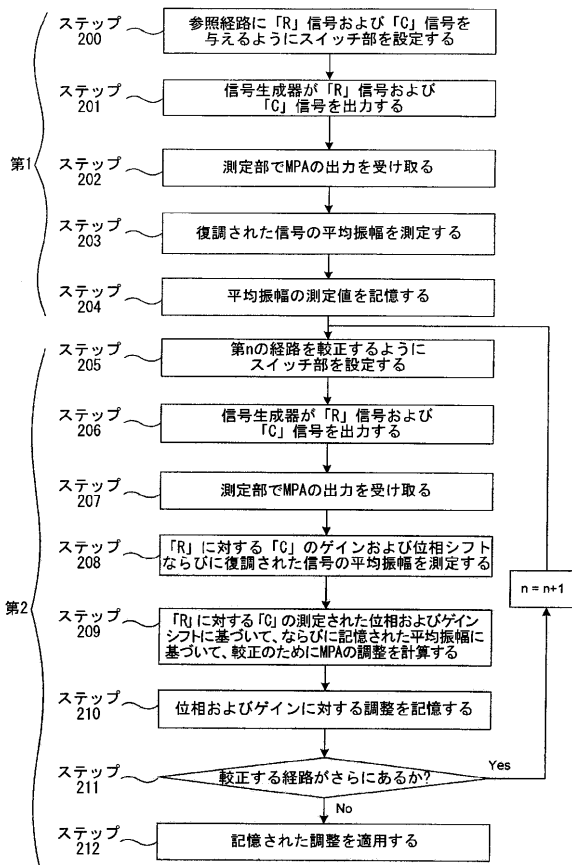 ステップ
200
参照経路に「R」信号および「C」信号を
与えるようにスイッチ部を設定する
ステップ
201
信号生成器が「R」信号および
「C」信号を出力する
第1
ステップ
202
測定部でMPAの出力を受け取る
ステップ
203
復調された信号の平均振幅を測定する
ステップ
204
平均振幅の測定値を記憶する
ステップ
205
第nの経路を較正するように
スイッチ部を設定する
ステップ
206
信号生成器が「R」信号および
「C」信号を出力する
ステップ
207
測定部でMPAの出力を受け取る
ステップ
208
「R」に対する「C」のゲインおよび位相シフト
ならびに復調された信号の平均振幅を測定する
n = n+1
第2
ステップ
209
「R」に対する「C」の測定された位相およびゲイン
シフトに基づいて、ならびに記憶された平均振幅に
基づいて、較正のためにMPAの調整を計算する
ステップ
210
位相およびゲインに対する調整を記憶する
ステップ
211
較正する経路がさらにあるか?
Yes
No
ステップ
212
記憶された調整を適用する